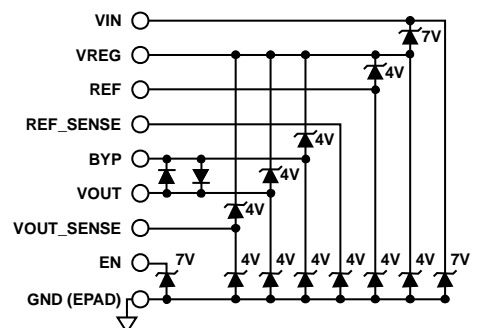 VIN
7V
VREG
4V
REF
REF_SENSE
4V
BYP
4V
VOUT
4V
VOUT_SENSE
EN
7V 4V 4V 4V 4V 4V 4V 7V
GND (EPAD)